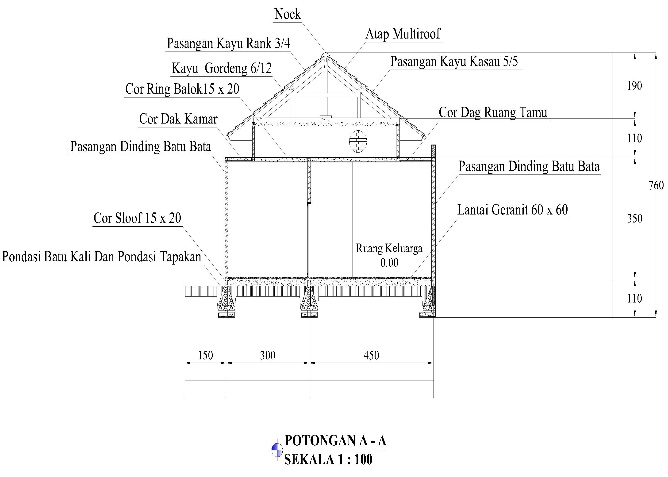 Nock
Atap Multiroof
Pasangan Kayu Rank 3/4
Pasangan Kayu Kasau 5/5
Kayu Gordeng 6/12
190
Cor Ring Balok15 x 20
Cor Dag Ruang Tamu
Cor Dak Kamar
110
Pasangan Dinding Batu Bata
Pasangan Dinding Batu Bata
760
Lantai Geranit 60 x 60
Cor Sloof 15 x 20
350
Ruang Keluarga
0.00
Pondasi Batu Kali Dan Pondasi Tapakan
110
150
300
450
POTONGAN A - A
SEKALA 1 : 100